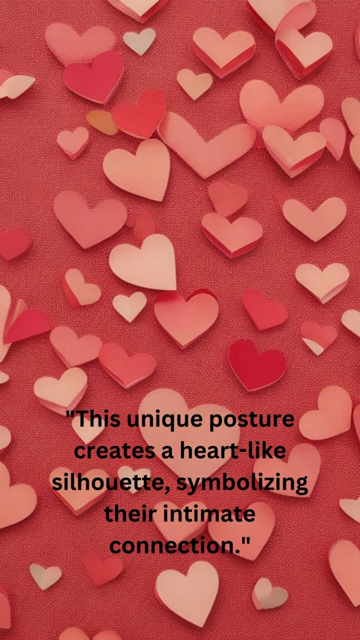 "This unique posture
creates a heart-like
silhouette, symbolizing
their intimate
connection."